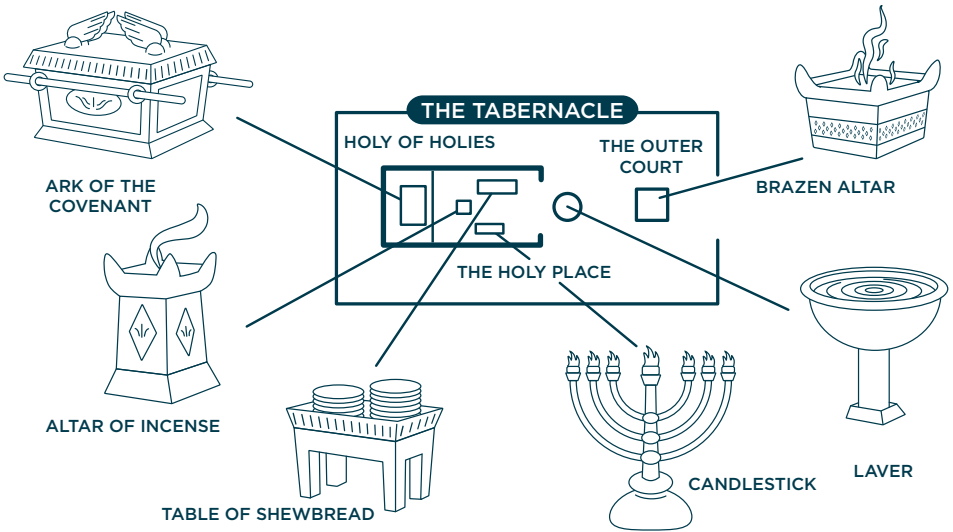 THE TABERNACLE
HOLY OF HOLIES
THE OUTER
COURT
ARK OF THE
COVENANT
BRAZEN ALTAR
THE HOLY PLACE
ALTAR OF INCENSE
LAVER
CANDLESTICK
TABLE OF SHEWBREAD